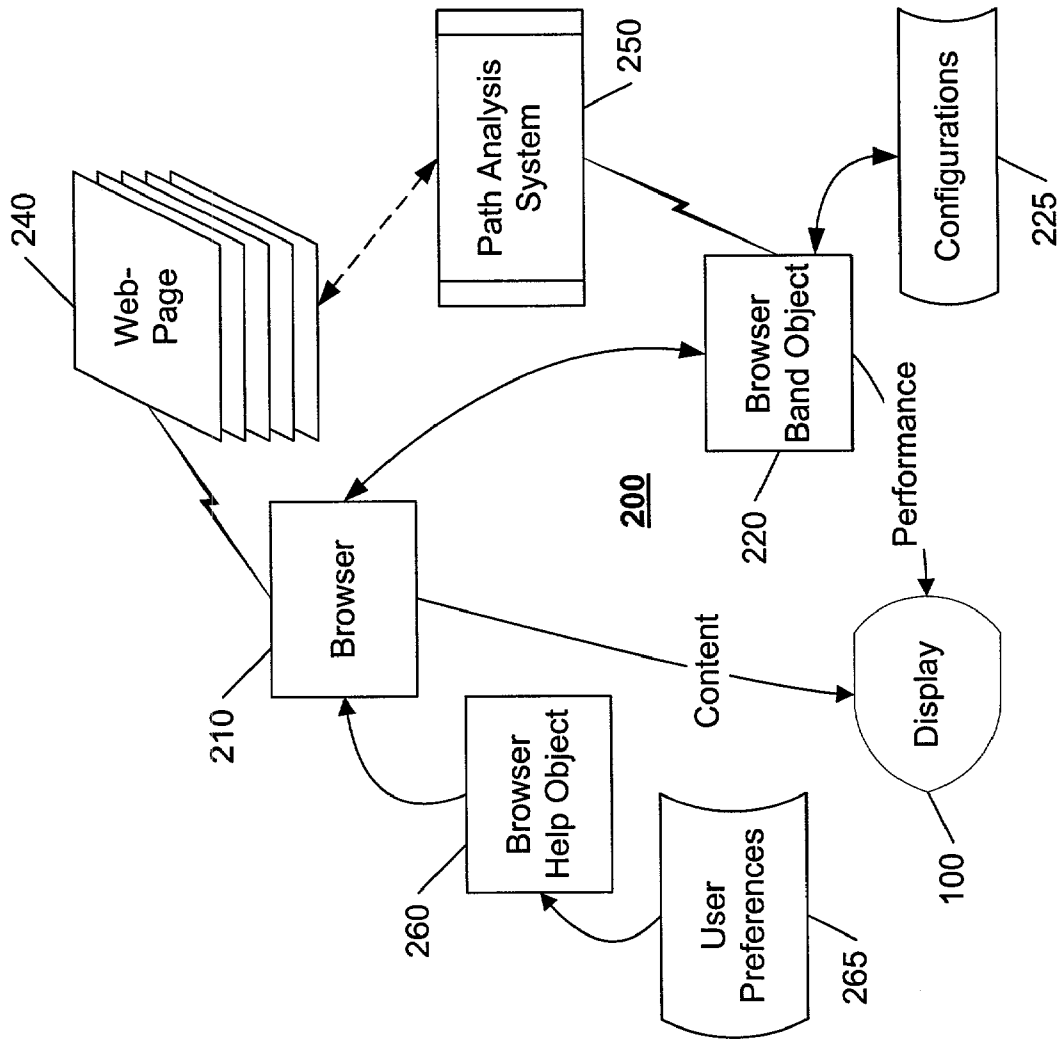 240
Web-
Page
210
Browser
250
Path Analysis
System
260
Browser
Help Object
200
Browser
Band Object
220
Content
Performance
User
Preferences
265
Display
100
Configurations
225